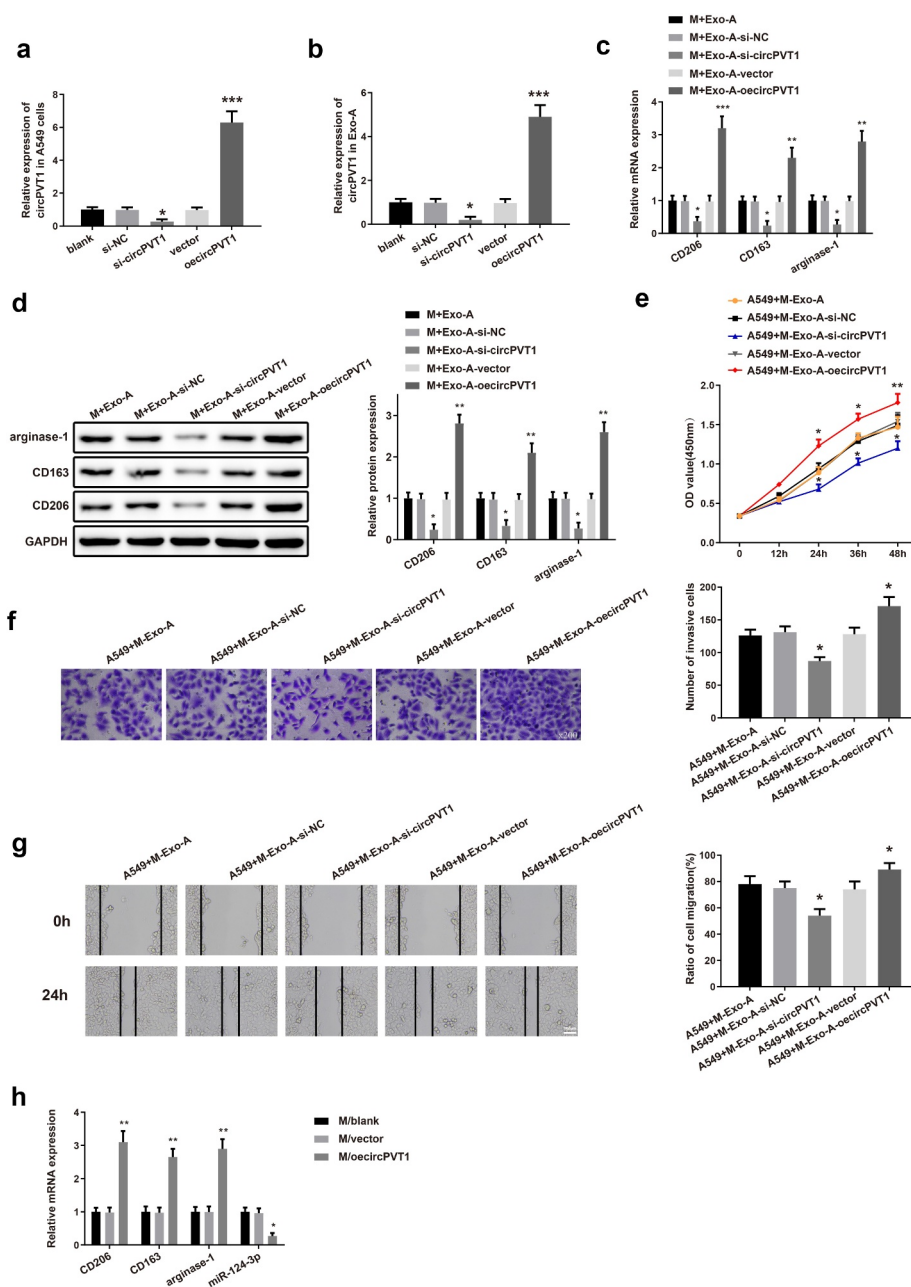 a
Relative expression of
circPVT1 in A549 cells
8
6
4
2
0
***
*
blank
si-NC
si-circPVT1
vector
oecircPVT1
b
Relative expression of
circPVT1 in Exo-A
6
4
2
0
***
*
blank
si-NC
si-circPVT1
vector
oecircPVT1
c
M+Exo-A
M+Exo-A-si-NC
M+Exo-A-si-circPVT1
M+Exo-A-vector
M+Exo-A-oecircPVT1
Relative mRNA expression
4
3
2
1
0
*
***
*
**
*
**
CD206
CD163
arginase-1
d
M+Exo-A
M+Exo-A-si-NC
M+Exo-A-si-circPVT1
M+Exo-A-vector
M+Exo-A-oecircPVT1
arginase-1
CD163
CD206
GAPDH
M+Exo-A
M+Exo-A-si-NC
M+Exo-A-si-circPVT1
M+Exo-A-vector
M+Exo-A-oecircPVT1
Relative protein expression
4
3
2
1
0
*
**
*
**
*
**
CD206
CD163
arginase-1
e
A549+M-Exo-A
A549+M-Exo-A-si-NC
A549+M-Exo-A-si-circPVT1
A549+M-Exo-A-vector
A549+M-Exo-A-oecircPVT1
OD value(450nm)
2.0
1.5
1.0
0.5
0.0
*
*
**
*
*
*
0
12h
24h
36h
48h
f
A549+M-Exo-A
A549+M-Exo-A-si-NC
A549+M-Exo-A-si-circPVT1
A549+M-Exo-A-vector
A549+M-Exo-A-oecircPVT1
x200
Number of invasive cells
200
150
100
50
0
*
*
A549+M-Exo-A
A549+M-Exo-A-si-NC
A549+M-Exo-A-si-circPVT1
A549+M-Exo-A-vector
A549+M-Exo-A-oecircPVT1
g
A549+M-Exo-A
A549+M-Exo-A-si-NC
A549+M-Exo-A-si-circPVT1
A549+M-Exo-A-vector
A549+M-Exo-A-oecircPVT1
0h
24h
Ratio of cell migration(%)
100
80
60
40
20
0
*
*
A549+M-Exo-A
A549+M-Exo-A-si-NC
A549+M-Exo-A-si-circPVT1
A549+M-Exo-A-vector
A549+M-Exo-A-oecircPVT1
h
Relative mRNA expression
4
3
2
1
0
**
**
**
*
CD206
CD163
arginase-1
miR-124-3p
M/blank
M/vector
M/oecircPVT1